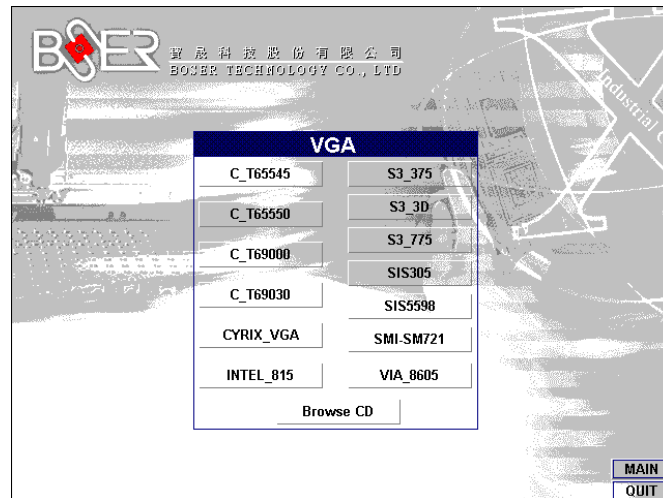 BOSER
寶晟科技股份有限公司
BOSER TECHNOLOGY CO., LTD
Industrial
VGA
C_T65545
S3_375
C_T65550
S3_3D
C_T69000
S3_775
SIS305
C_T69030
SIS5598
CYRIX_VGA
SMI-SM721
INTEL_815
VIA_8605
Browse CD
MAIN
QUIT